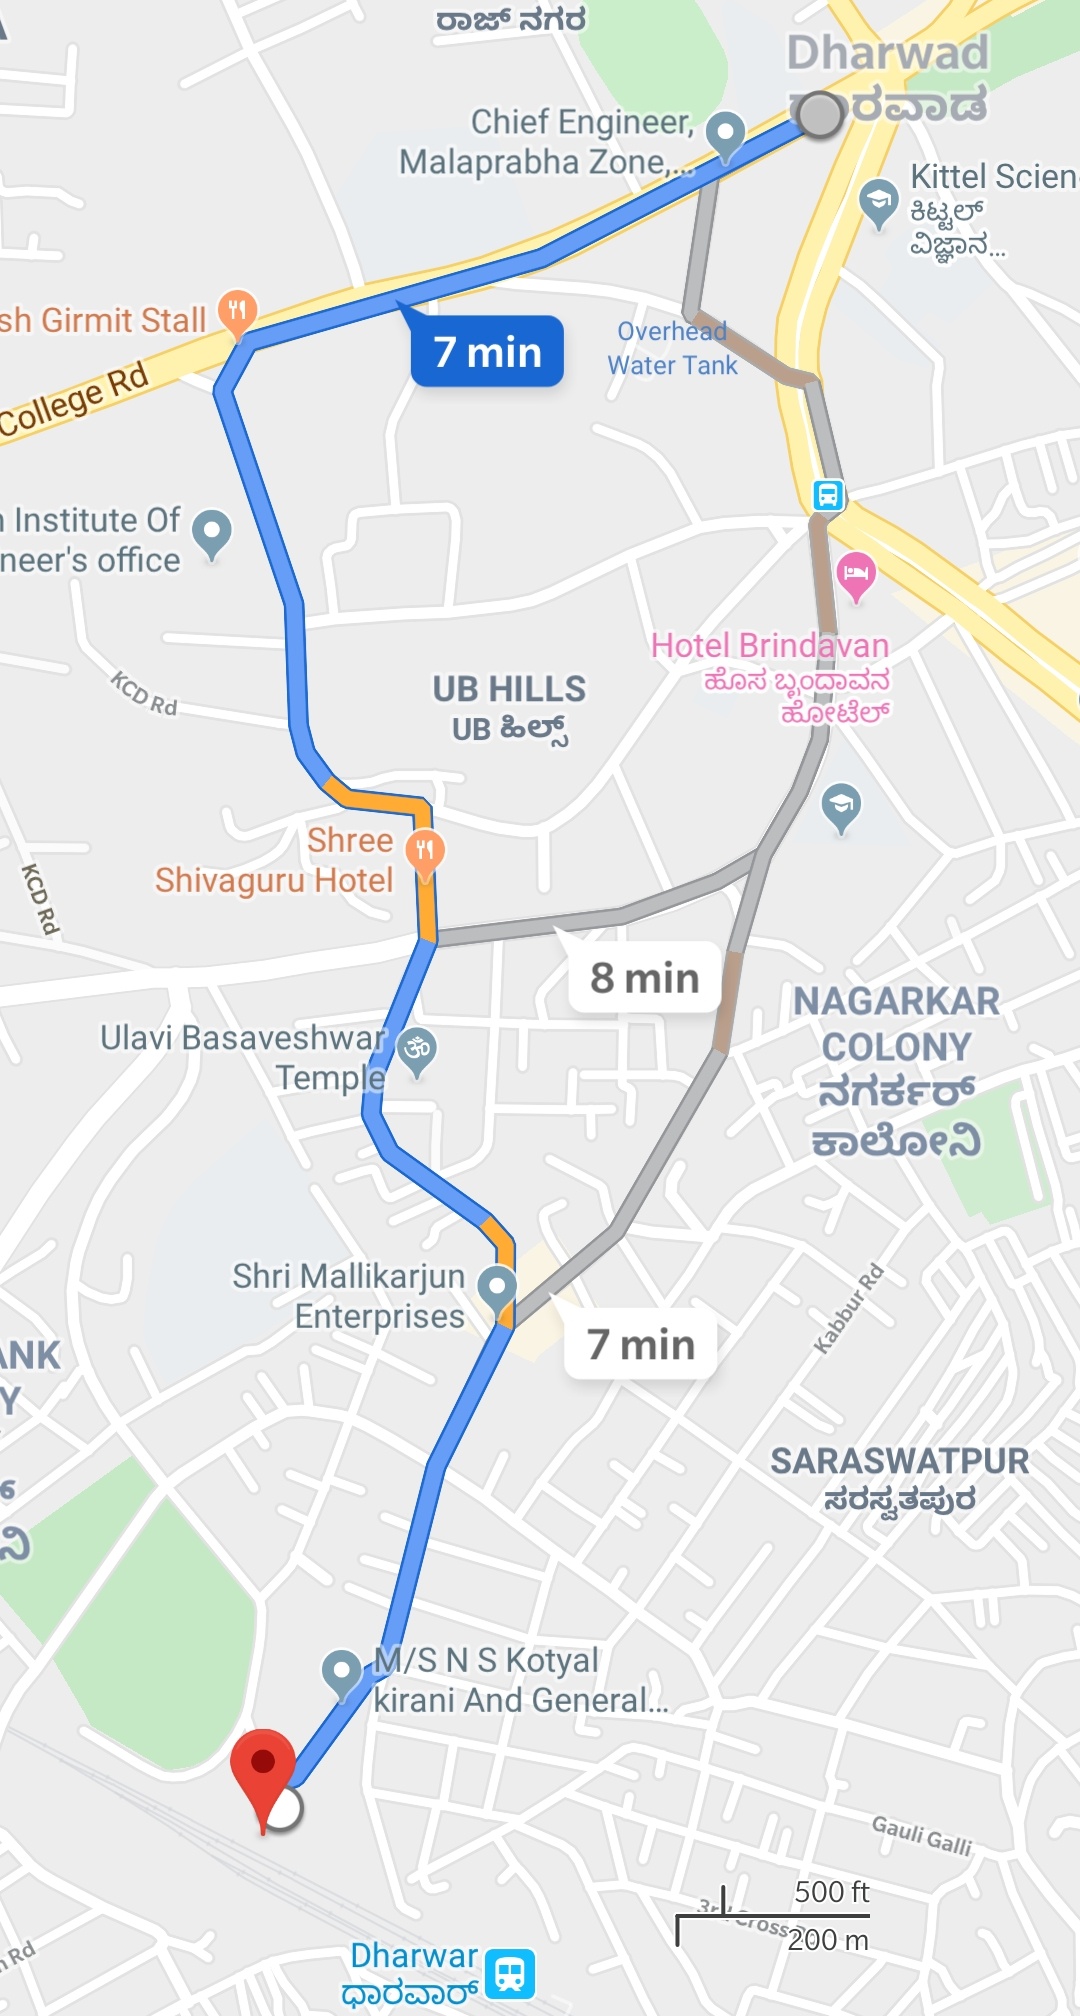 ರಾಜ್ ನಗರ
Dharwad
ಧಾರವಾಡ
Chief Engineer,
Malaprabha Zone,...
Kittel Scien
ಕಿಟ್ಟಲ್
ವಿಜ್ಞಾನ...
sh Girmit Stall
7 min
Overhead
Water Tank
College Rd
n Institute Of
neer's office
Hotel Brindavan
ಹೊಸ ಬೃಂದಾವನ
ಹೋಟೆಲ್
UB HILLS
UB ಹಿಲ್ಸ್
KCD Rd
Shree
Shivaguru Hotel
KCD Rd
8 min
NAGARKAR
COLONY
ನಗರ್ಕರ್
ಕಾಲೋನಿ
Ulavi Basaveshwar
Temple
Shri Mallikarjun
Enterprises
Kabbur Rd
7 min
ANK
Y
ನಿ
SARASWATPUR
ಸರಸ್ವತಪುರ
M/S N S Kotyal
kirani And General...
Gauli Galli
500 ft
3rd Cross
200 m
n Rd
Dharwar
ಧಾರವಾರ್